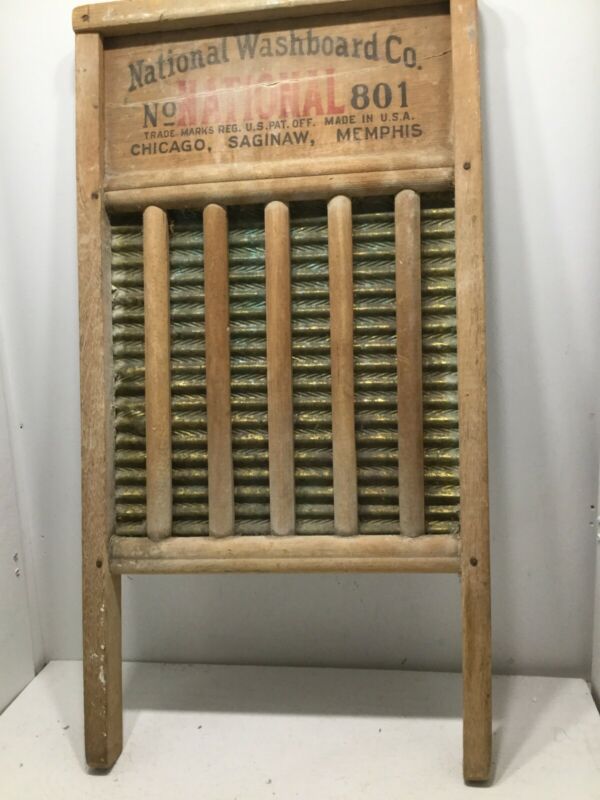 National Washboard Co.
No NATIONAL 801
TRADE MARKS REG. U.S. PAT. OFF. MADE IN U.S.A.
CHICAGO, SAGINAW, MEMPHIS